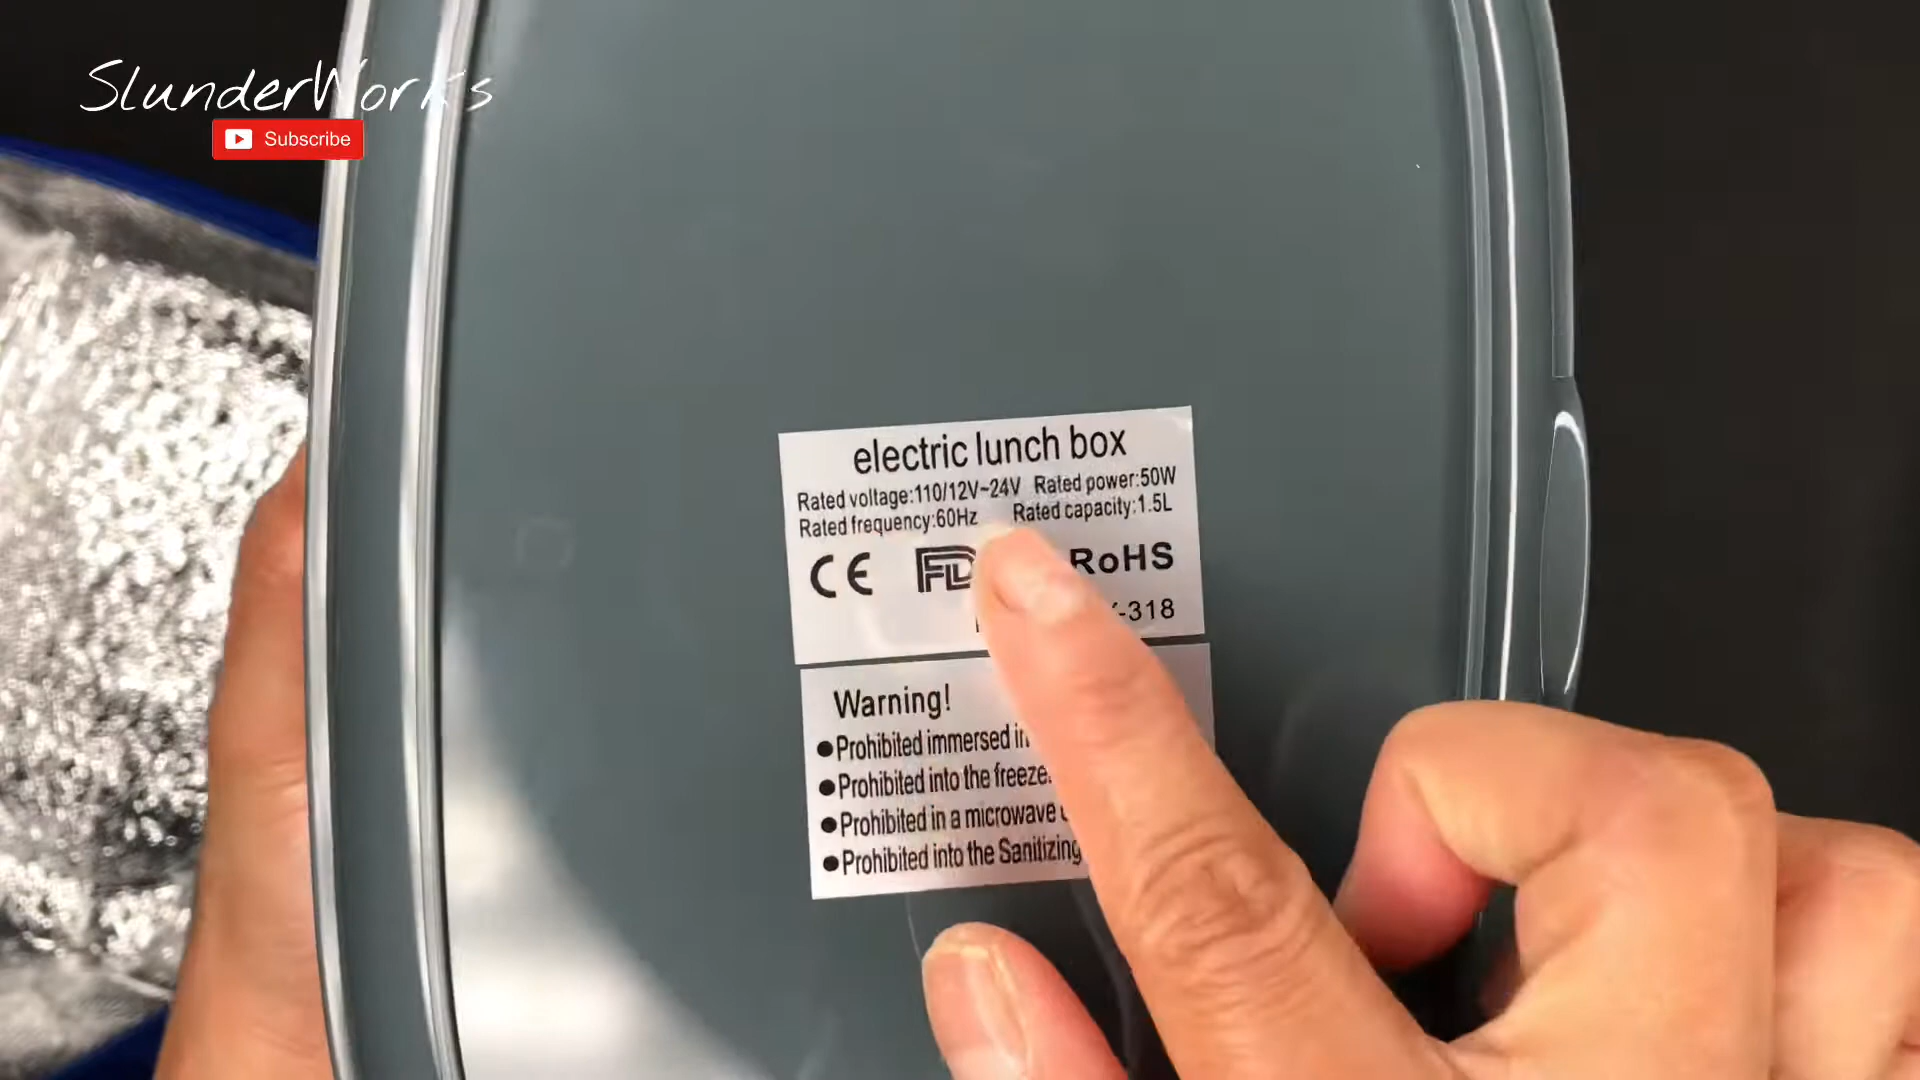 SlunderWorks
Subscribe
electric lunch box
Rated voltage:110/12V~24V Rated power:50W
Rated frequency:60Hz Rated capacity:1.5L
CE RoHS
-318
Warning!
●Prohibited immersed in
●Prohibited into the
●Prohibited in a microwave
●Prohibited into the Sanitizing